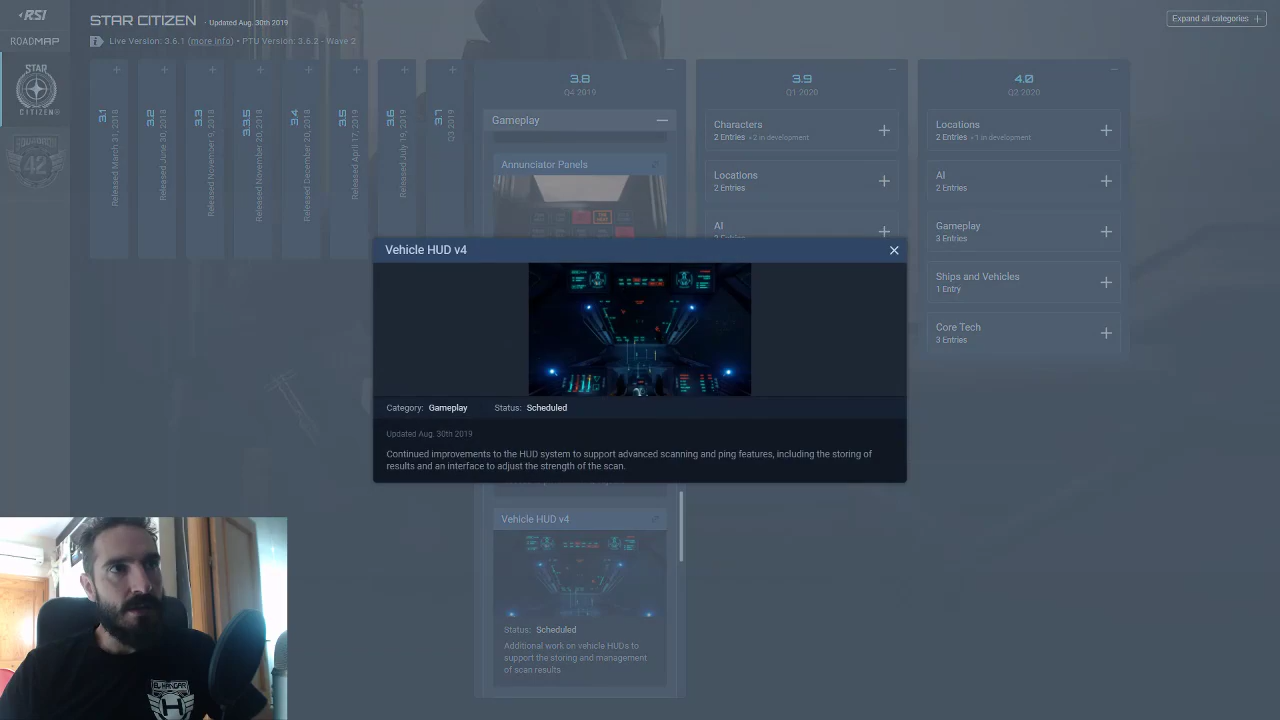 RSI
ROADMAP
STAR CITIZEN
SQUADRON 42
STAR CITIZEN • Updated Aug. 30th 2019
Live Version: 3.6.1 (more info) • PTU Version: 3.6.2 - Wave 2
Expand all categories +
3.1
Released March 31, 2018
3.2
Released June 30, 2018
3.3
Released November 9, 2018
3.3.5
Released November 20, 2018
3.4
Released December 20, 2018
3.5
Released April 17, 2019
3.6
Released July 19, 2019
3.7
Q3 2019
3.8
Q4 2019
Gameplay
Annunciator Panels
3.9
Q1 2020
Characters
2 Entries +2 in development
Locations
2 Entries
AI
4.0
Q2 2020
Locations
2 Entries +1 in development
AI
2 Entries
Gameplay
3 Entries
Ships and Vehicles
1 Entry
Core Tech
3 Entries
Vehicle HUD v4
Category: Gameplay Status: Scheduled
Updated Aug. 30th 2019
Continued improvements to the HUD system to support advanced scanning and ping features, including the storing of
results and an interface to adjust the strength of the scan.
Vehicle HUD v4
Status: Scheduled
Additional work on vehicle HUDs to
support the storing and management
of scan results
H